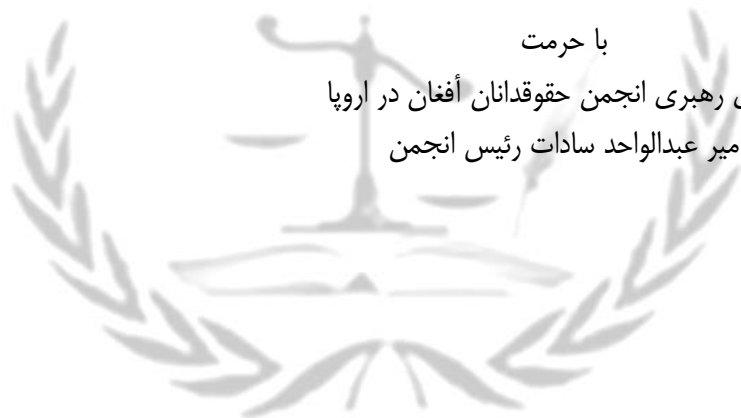 با حرمت
رهبری انجمن حقوقدانان أفغان در اروپا
میر عبدالواحد سادات رئیس انجمن